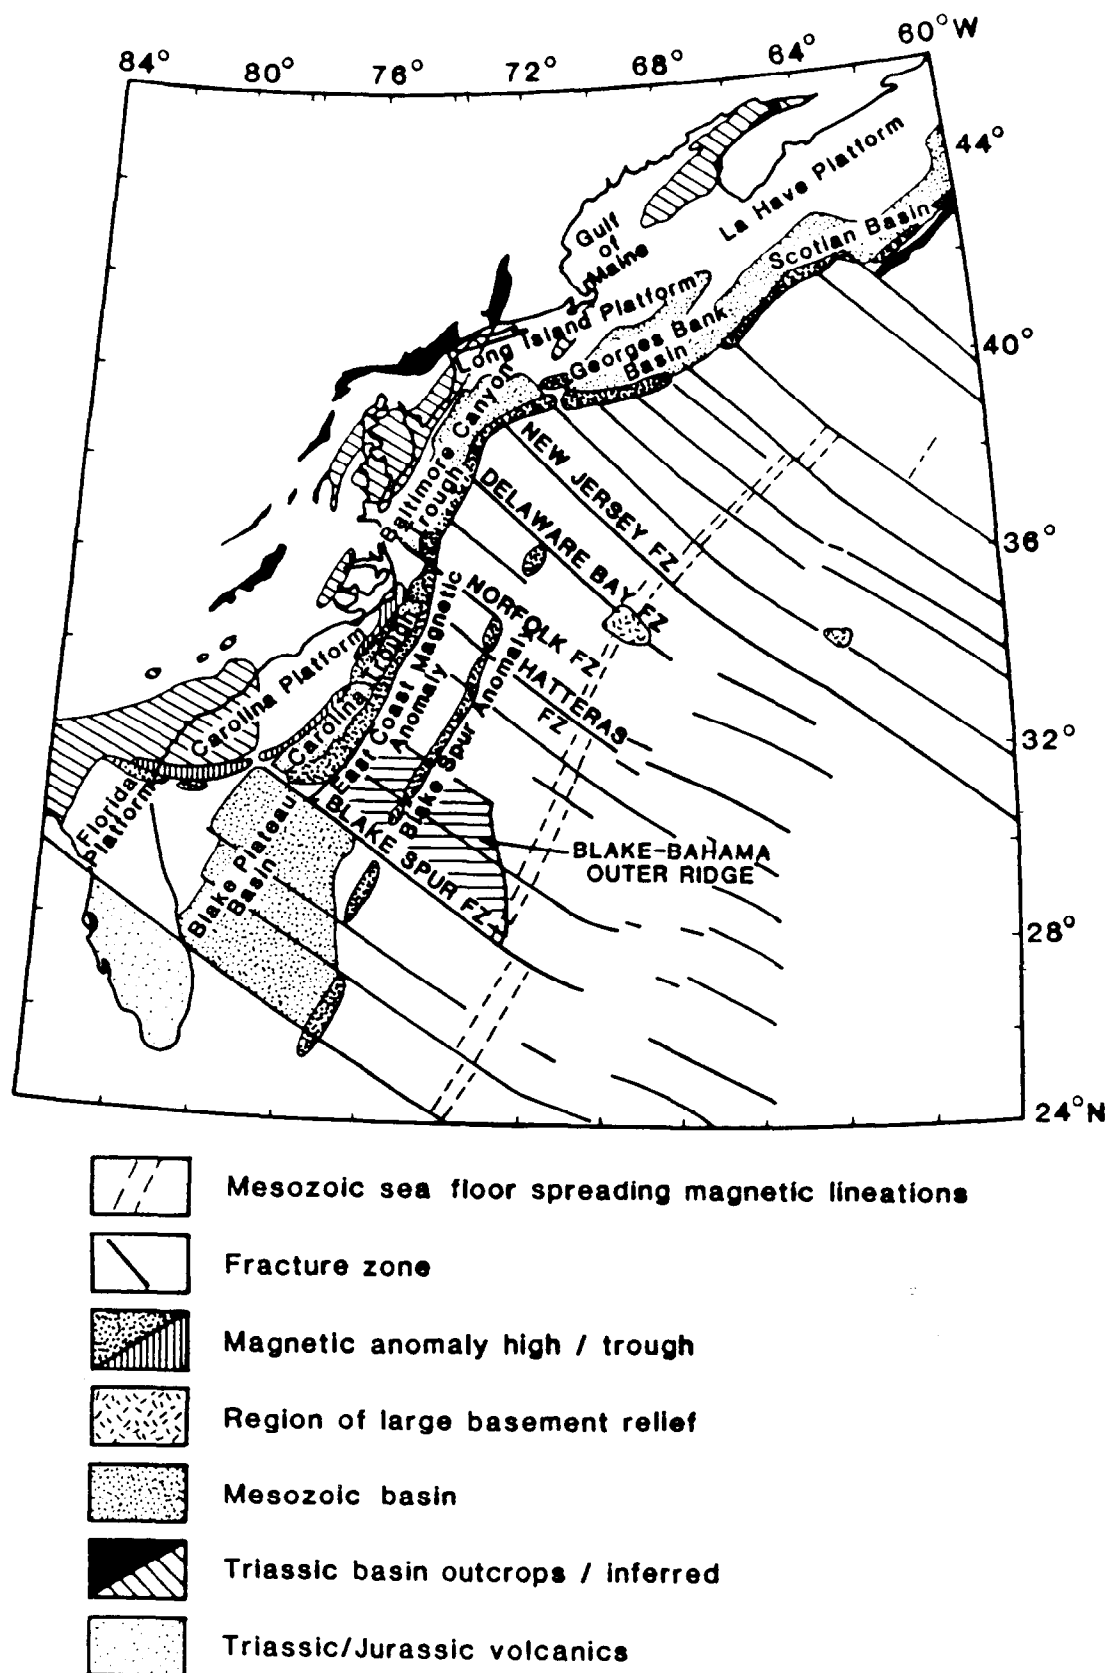 84° 80° 76° 72° 68° 64° 60°W
44°
40°
36°
32°
28°
24°N
La Have Platform
Scotian Basin
Gulf
of
Maine
Long Island Platform
Georges Bank
Basin
Baltimore Canyon
Trough
NEW JERSEY FZ
DELAWARE BAY FZ
NORFOLK FZ
HATTERAS
FZ
East Coast Magnetic
Anomaly
Blake Spur Anomaly
Carolina Platform
Carolina Trough
Florida
Platform
Blake Plateau
Basin
BLAKE SPUR FZ
BLAKE-BAHAMA
OUTER RIDGE
Mesozoic sea floor spreading magnetic lineations
Fracture zone
Magnetic anomaly high / trough
Region of large basement relief
Mesozoic basin
Triassic basin outcrops / inferred
Triassic/Jurassic volcanics